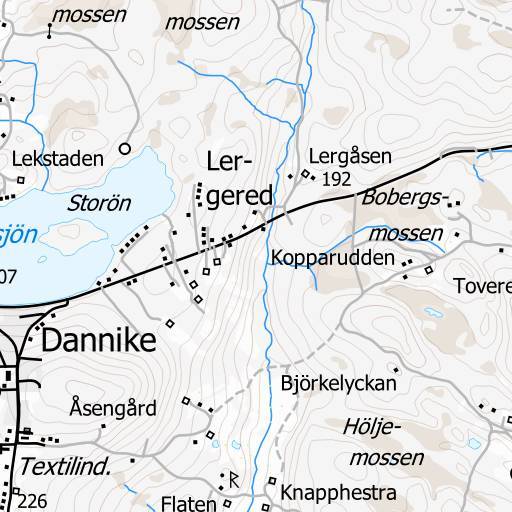 mossen
mossen
Lekstaden
Ler-
gered
Lergåsen
192
Storön
Bobergs-
mossen
sjön
Kopparudden
07
Tovere
Dannike
Björkelyckan
Åsengård
Hölje-
mossen
Textilind.
R
Knapphestra
226
Flaten